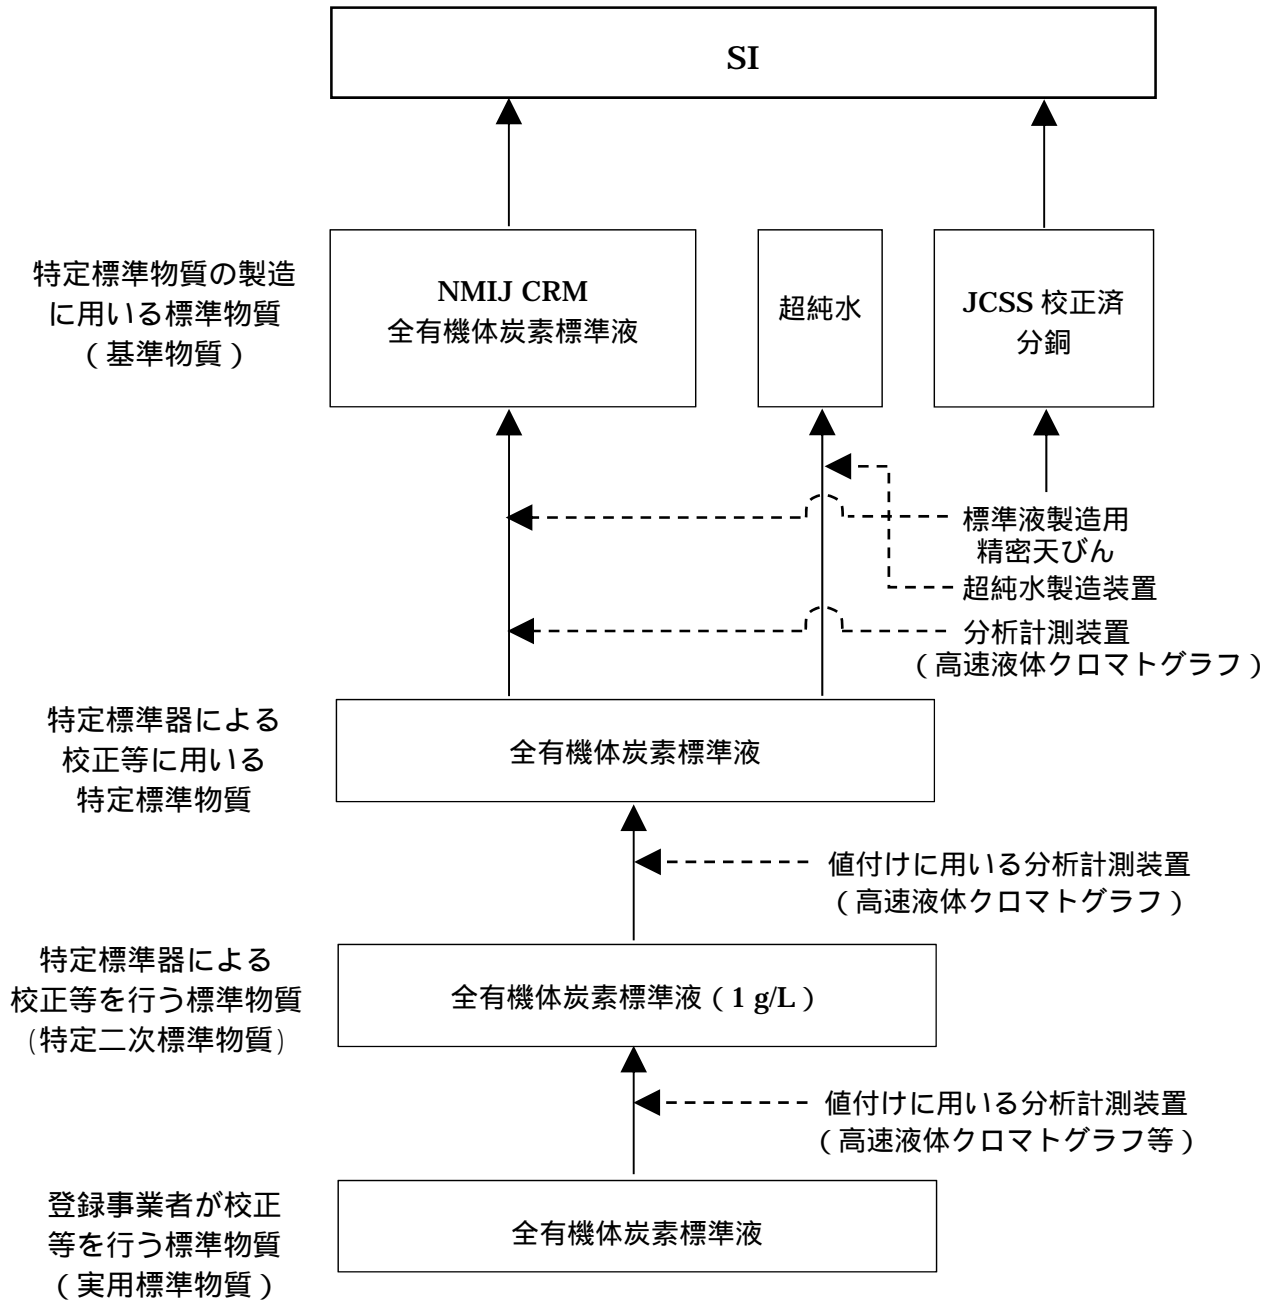 SI
特定標準物質の製造
に用いる標準物質
（基準物質）
NMIJ CRM
全有機体炭素標準液
超純水
JCSS 校正済
分銅
標準液製造用
精密天びん
超純水製造装置
分析計測装置
（高速液体クロマトグラフ）
特定標準器による
校正等に用いる
特定標準物質
全有機体炭素標準液
値付けに用いる分析計測装置
（高速液体クロマトグラフ）
特定標準器による
校正等を行う標準物質
(特定二次標準物質)
全有機体炭素標準液（1 g/L）
値付けに用いる分析計測装置
（高速液体クロマトグラフ等）
登録事業者が校正
等を行う標準物質
（実用標準物質）
全有機体炭素標準液